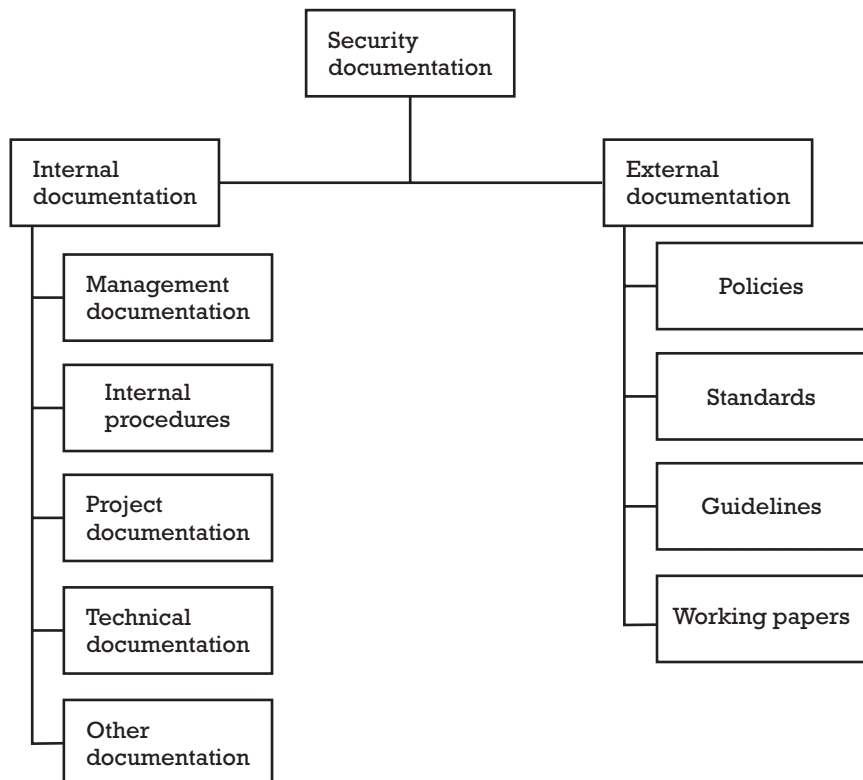 Security
documentation
Internal
documentation
Management
documentation
Internal
procedures
Project
documentation
Technical
documentation
Other
documentation
External
documentation
Policies
Standards
Guidelines
Working papers